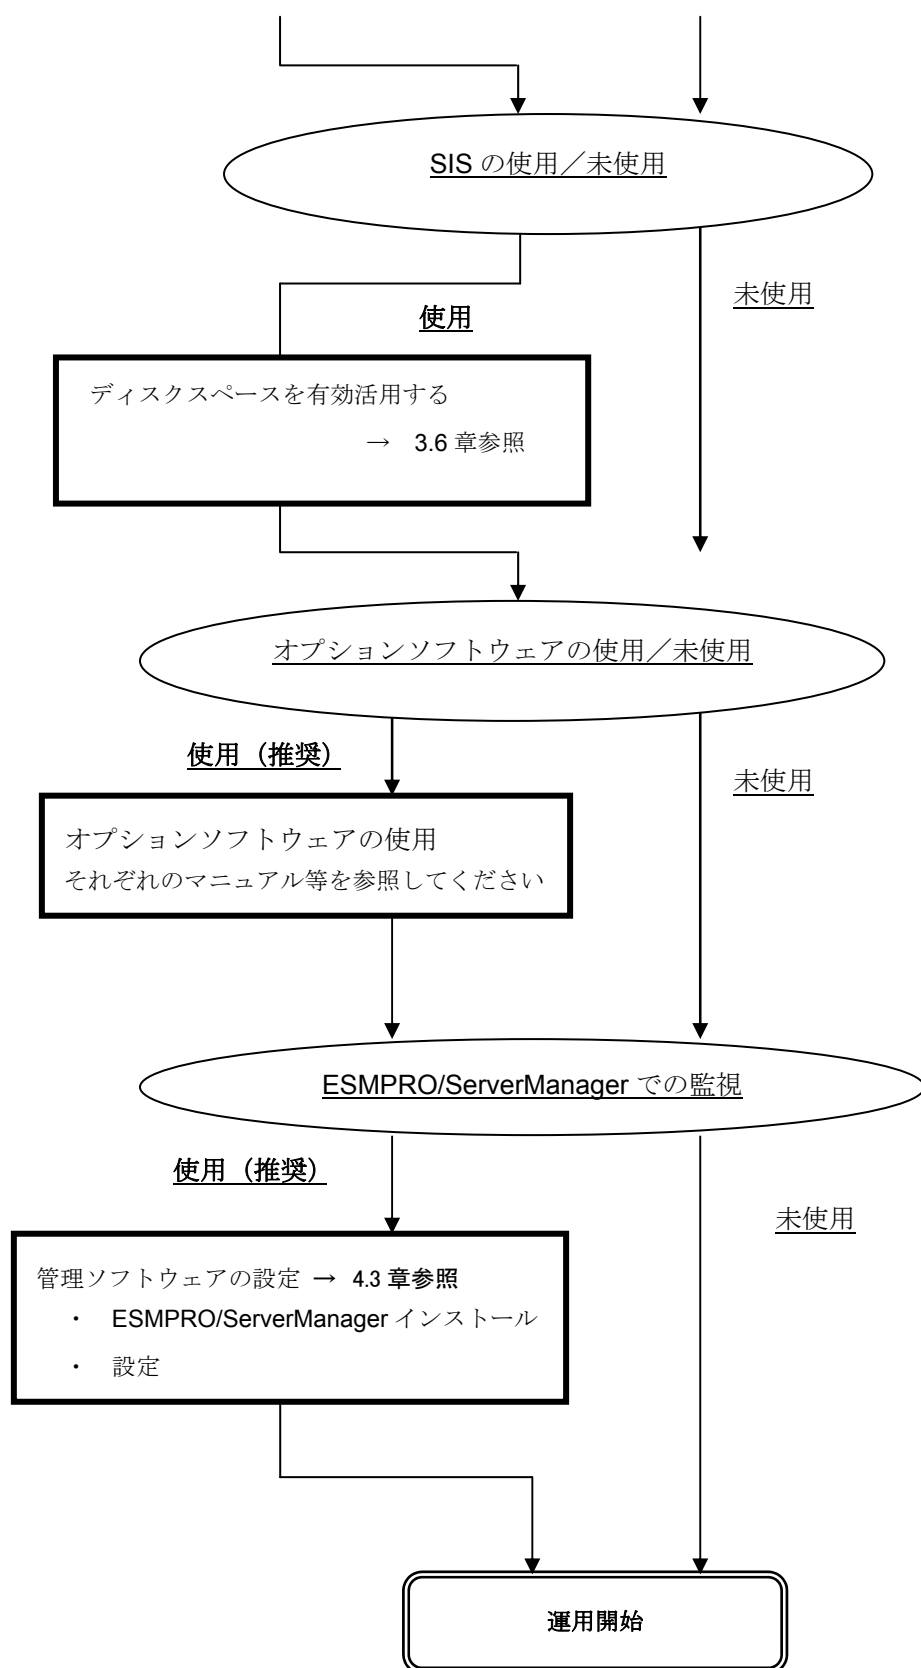 SIS の使用／未使用
未使用
使用
ディスクスペースを有効活用する
→ 3.6 章参照
オプションソフトウェアの使用／未使用
使用（推奨）
未使用
オプションソフトウェアの使用
それぞれのマニュアル等を参照してください
ESMPRO/ServerManager での監視
使用（推奨）
未使用
管理ソフトウェアの設定 → 4.3 章参照
・ ESMPRO/ServerManager インストール
・ 設定
運用開始